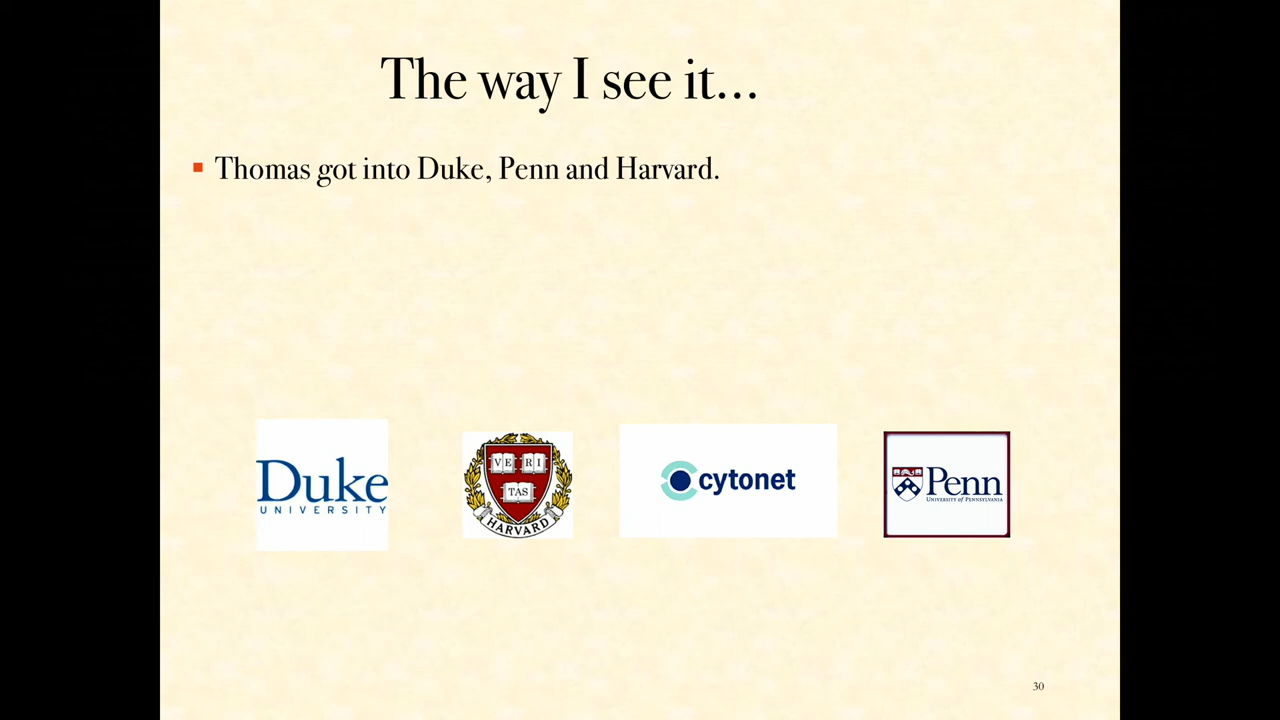 The way I see it...
Thomas got into Duke, Penn and Harvard.
Duke
UNIVERSITY
VE RI
TAS
HARVARD
cytonet
Penn
UNIVERSITY of PENNSYLVANIA
30